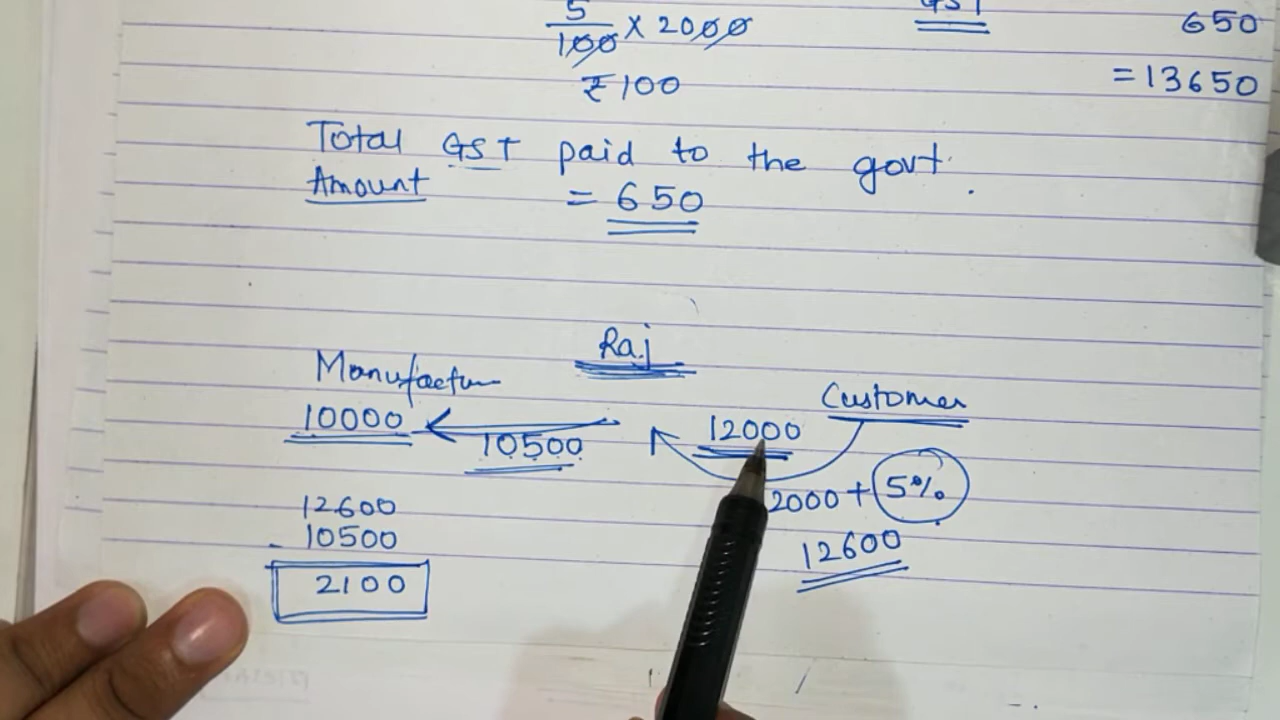 5
100 × 2000
₹100
GST
650
= 13650
Total GST paid to the govt.
Amount = 650
Raj
Manufactu
10000
10500
Customer
12000
2000 + 5%
12600
12600
- 10500
2100